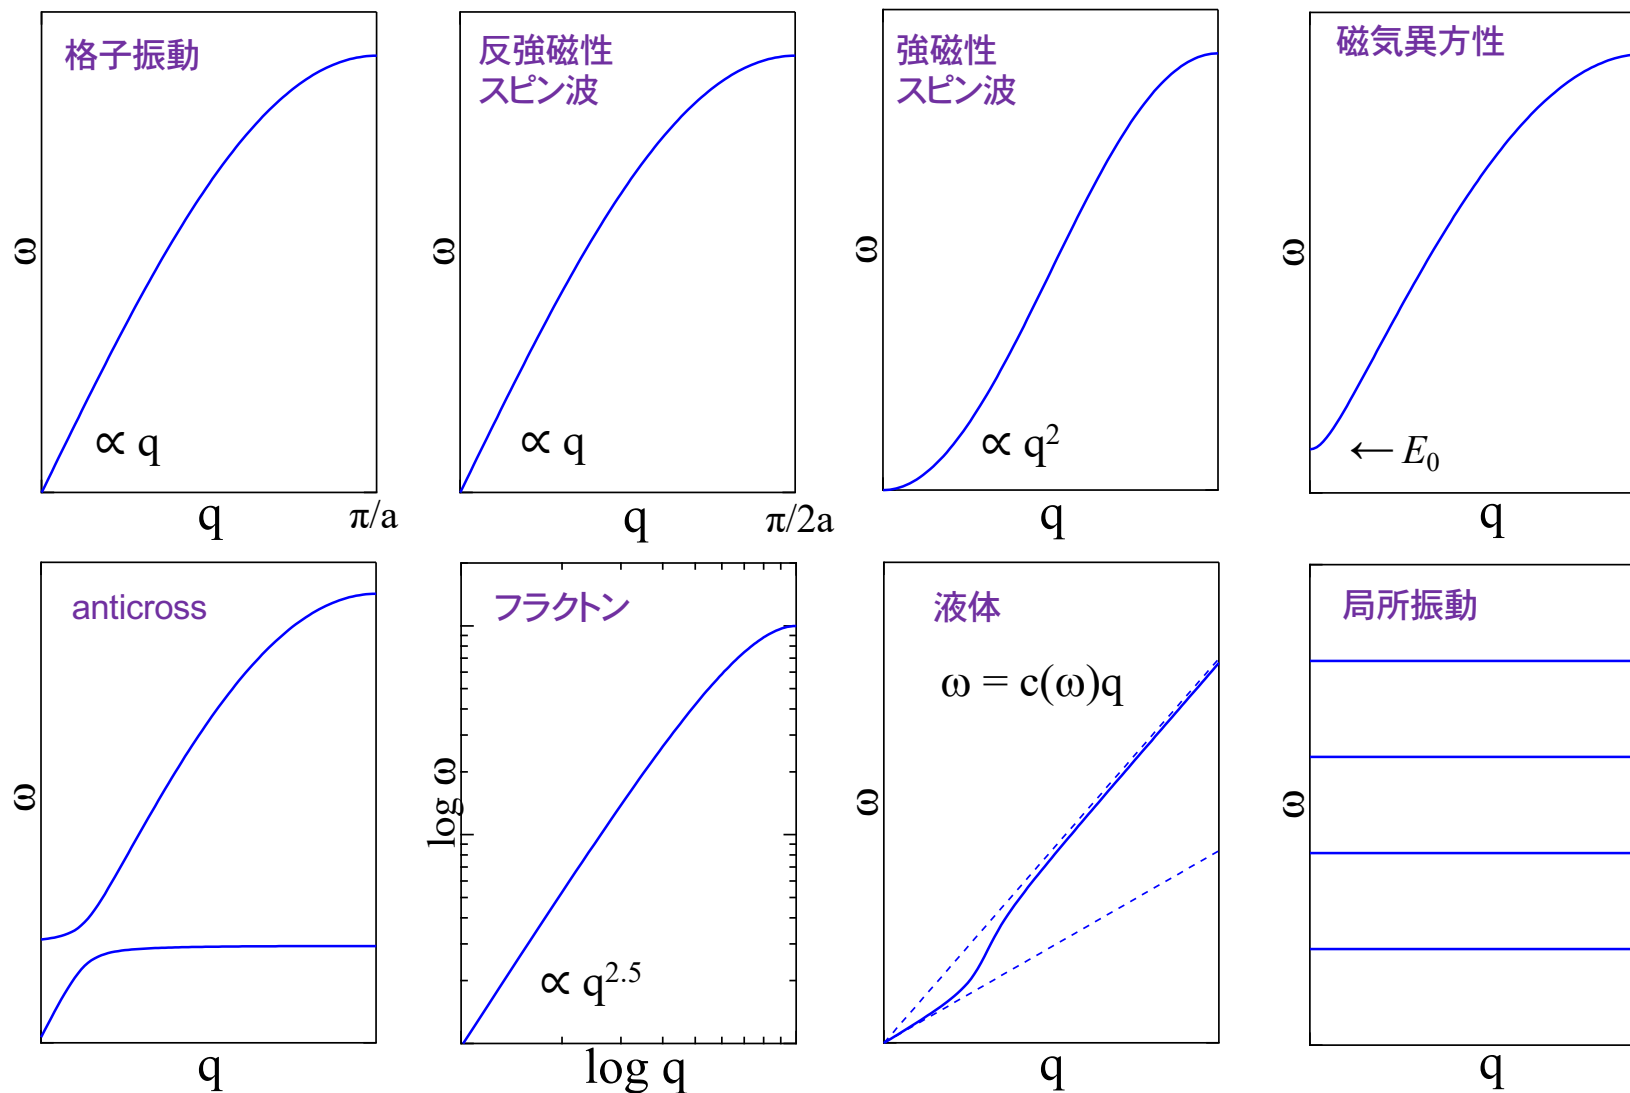 格子振動
ω
∝ q
q
π/a
反強磁性
スピン波
ω
∝ q
q
π/2a
強磁性
スピン波
ω
∝ q²
q
磁気異方性
ω
← E₀
q
anticross
ω
q
フラクトン
log ω
∝ q²·⁵
log q
液体
ω = c(ω)q
ω
q
局所振動
ω
q